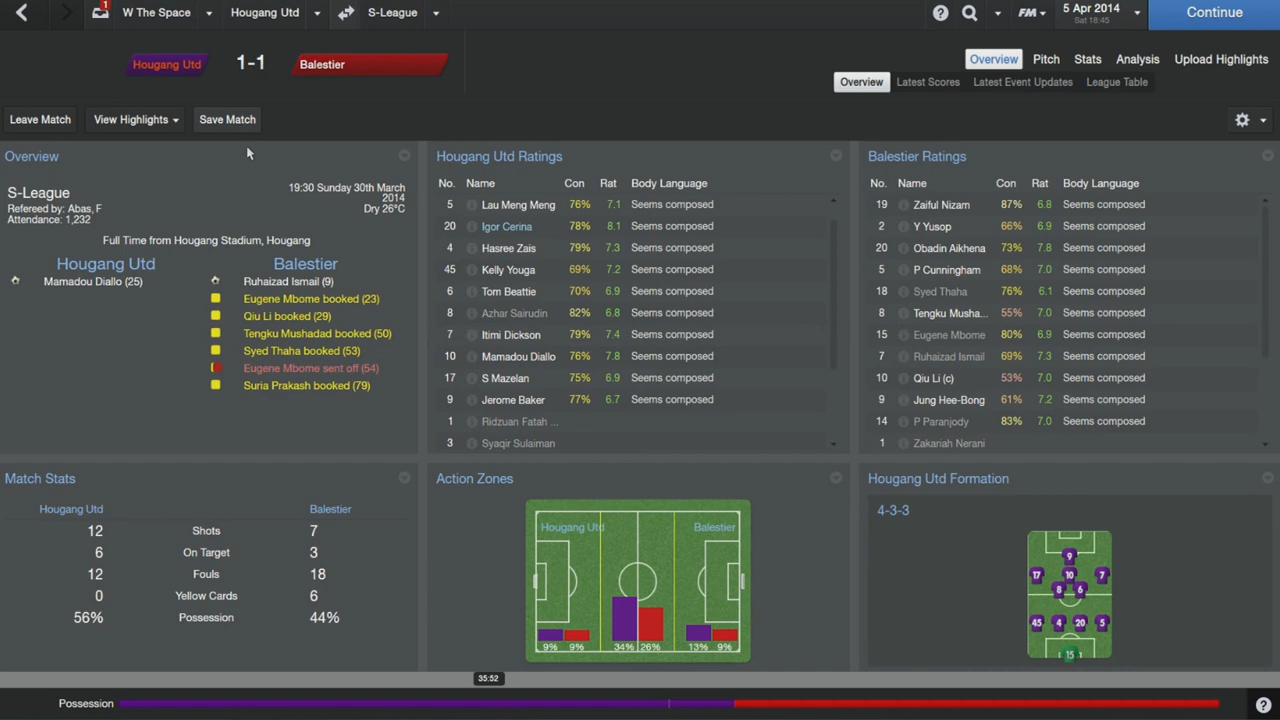 1
W The Space
Hougang Utd
S-League
FM
5 Apr 2014
Sat 18:45
Continue
Hougang Utd
1-1
Balestier
Overview
Pitch
Stats
Analysis
Upload Highlights
Overview
Latest Scores
Latest Event Updates
League Table
Leave Match
View Highlights
Save Match
Overview
S-League
Refereed by: Abas, F
Attendance: 1,232
19:30 Sunday 30th March
2014
Dry 26°C
Full Time from Hougang Stadium, Hougang
Hougang Utd
Mamadou Diallo (25)
Balestier
Ruhaizad Ismail (9)
Eugene Mbome booked (23)
Qiu Li booked (29)
Tengku Mushadad booked (50)
Syed Thaha booked (53)
Eugene Mbome sent off (54)
Suria Prakash booked (79)
Hougang Utd Ratings
No. Name Con Rat Body Language
5 Lau Meng Meng 76% 7.1 Seems composed
20 Igor Cerina 78% 8.1 Seems composed
4 Hasree Zais 79% 7.3 Seems composed
45 Kelly Youga 69% 7.2 Seems composed
6 Tom Beattie 70% 6.9 Seems composed
8 Azhar Sairudin 82% 6.8 Seems composed
7 Itimi Dickson 79% 7.4 Seems composed
10 Mamadou Diallo 76% 7.8 Seems composed
17 S Mazelan 75% 6.9 Seems composed
9 Jerome Baker 77% 6.7 Seems composed
1 Ridzuan Fatah ...
3 Syaqir Sulaiman
Balestier Ratings
No. Name Con Rat Body Language
19 Zaiful Nizam 87% 6.8 Seems composed
2 Y Yusop 66% 6.9 Seems composed
20 Obadin Aikhena 73% 7.8 Seems composed
5 P Cunningham 68% 7.0 Seems composed
18 Syed Thaha 76% 6.1 Seems composed
8 Tengku Musha... 55% 7.0 Seems composed
15 Eugene Mbome 80% 6.9 Seems composed
7 Ruhaizad Ismail 69% 7.3 Seems composed
10 Qiu Li (c) 53% 7.0 Seems composed
9 Jung Hee-Bong 61% 7.2 Seems composed
14 P Paranjody 83% 7.0 Seems composed
1 Zakariah Nerani
Match Stats
Hougang Utd Balestier
12 Shots 7
6 On Target 3
12 Fouls 18
0 Yellow Cards 6
56% Possession 44%
Action Zones
Hougang Utd Balestier
9% 9% 34% 26% 13% 9%
Hougang Utd Formation
4-3-3
9
17 10 7
8 6
45 4 20 5
15
35:52
Possession